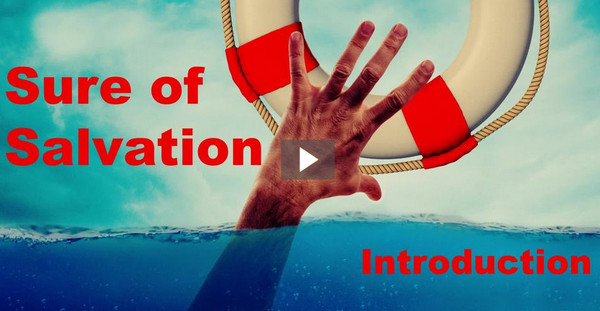 Sure of
Salvation
Introduction